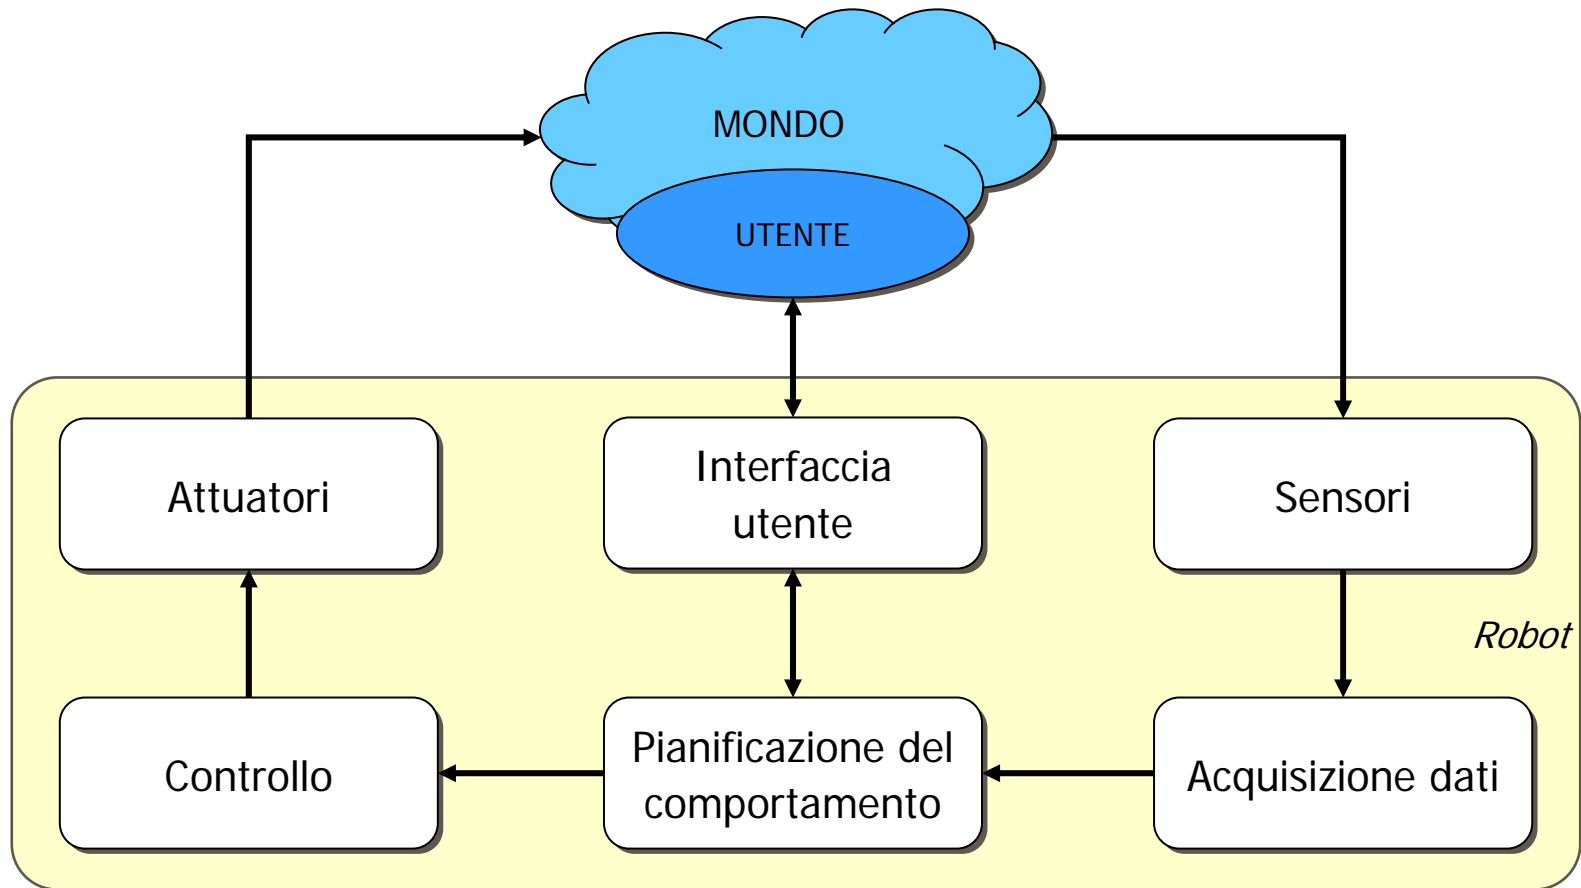 MONDO
UTENTE
Attuatori
Interfaccia
utente
Sensori
Robot
Controllo
Pianificazione del
comportamento
Acquisizione dati